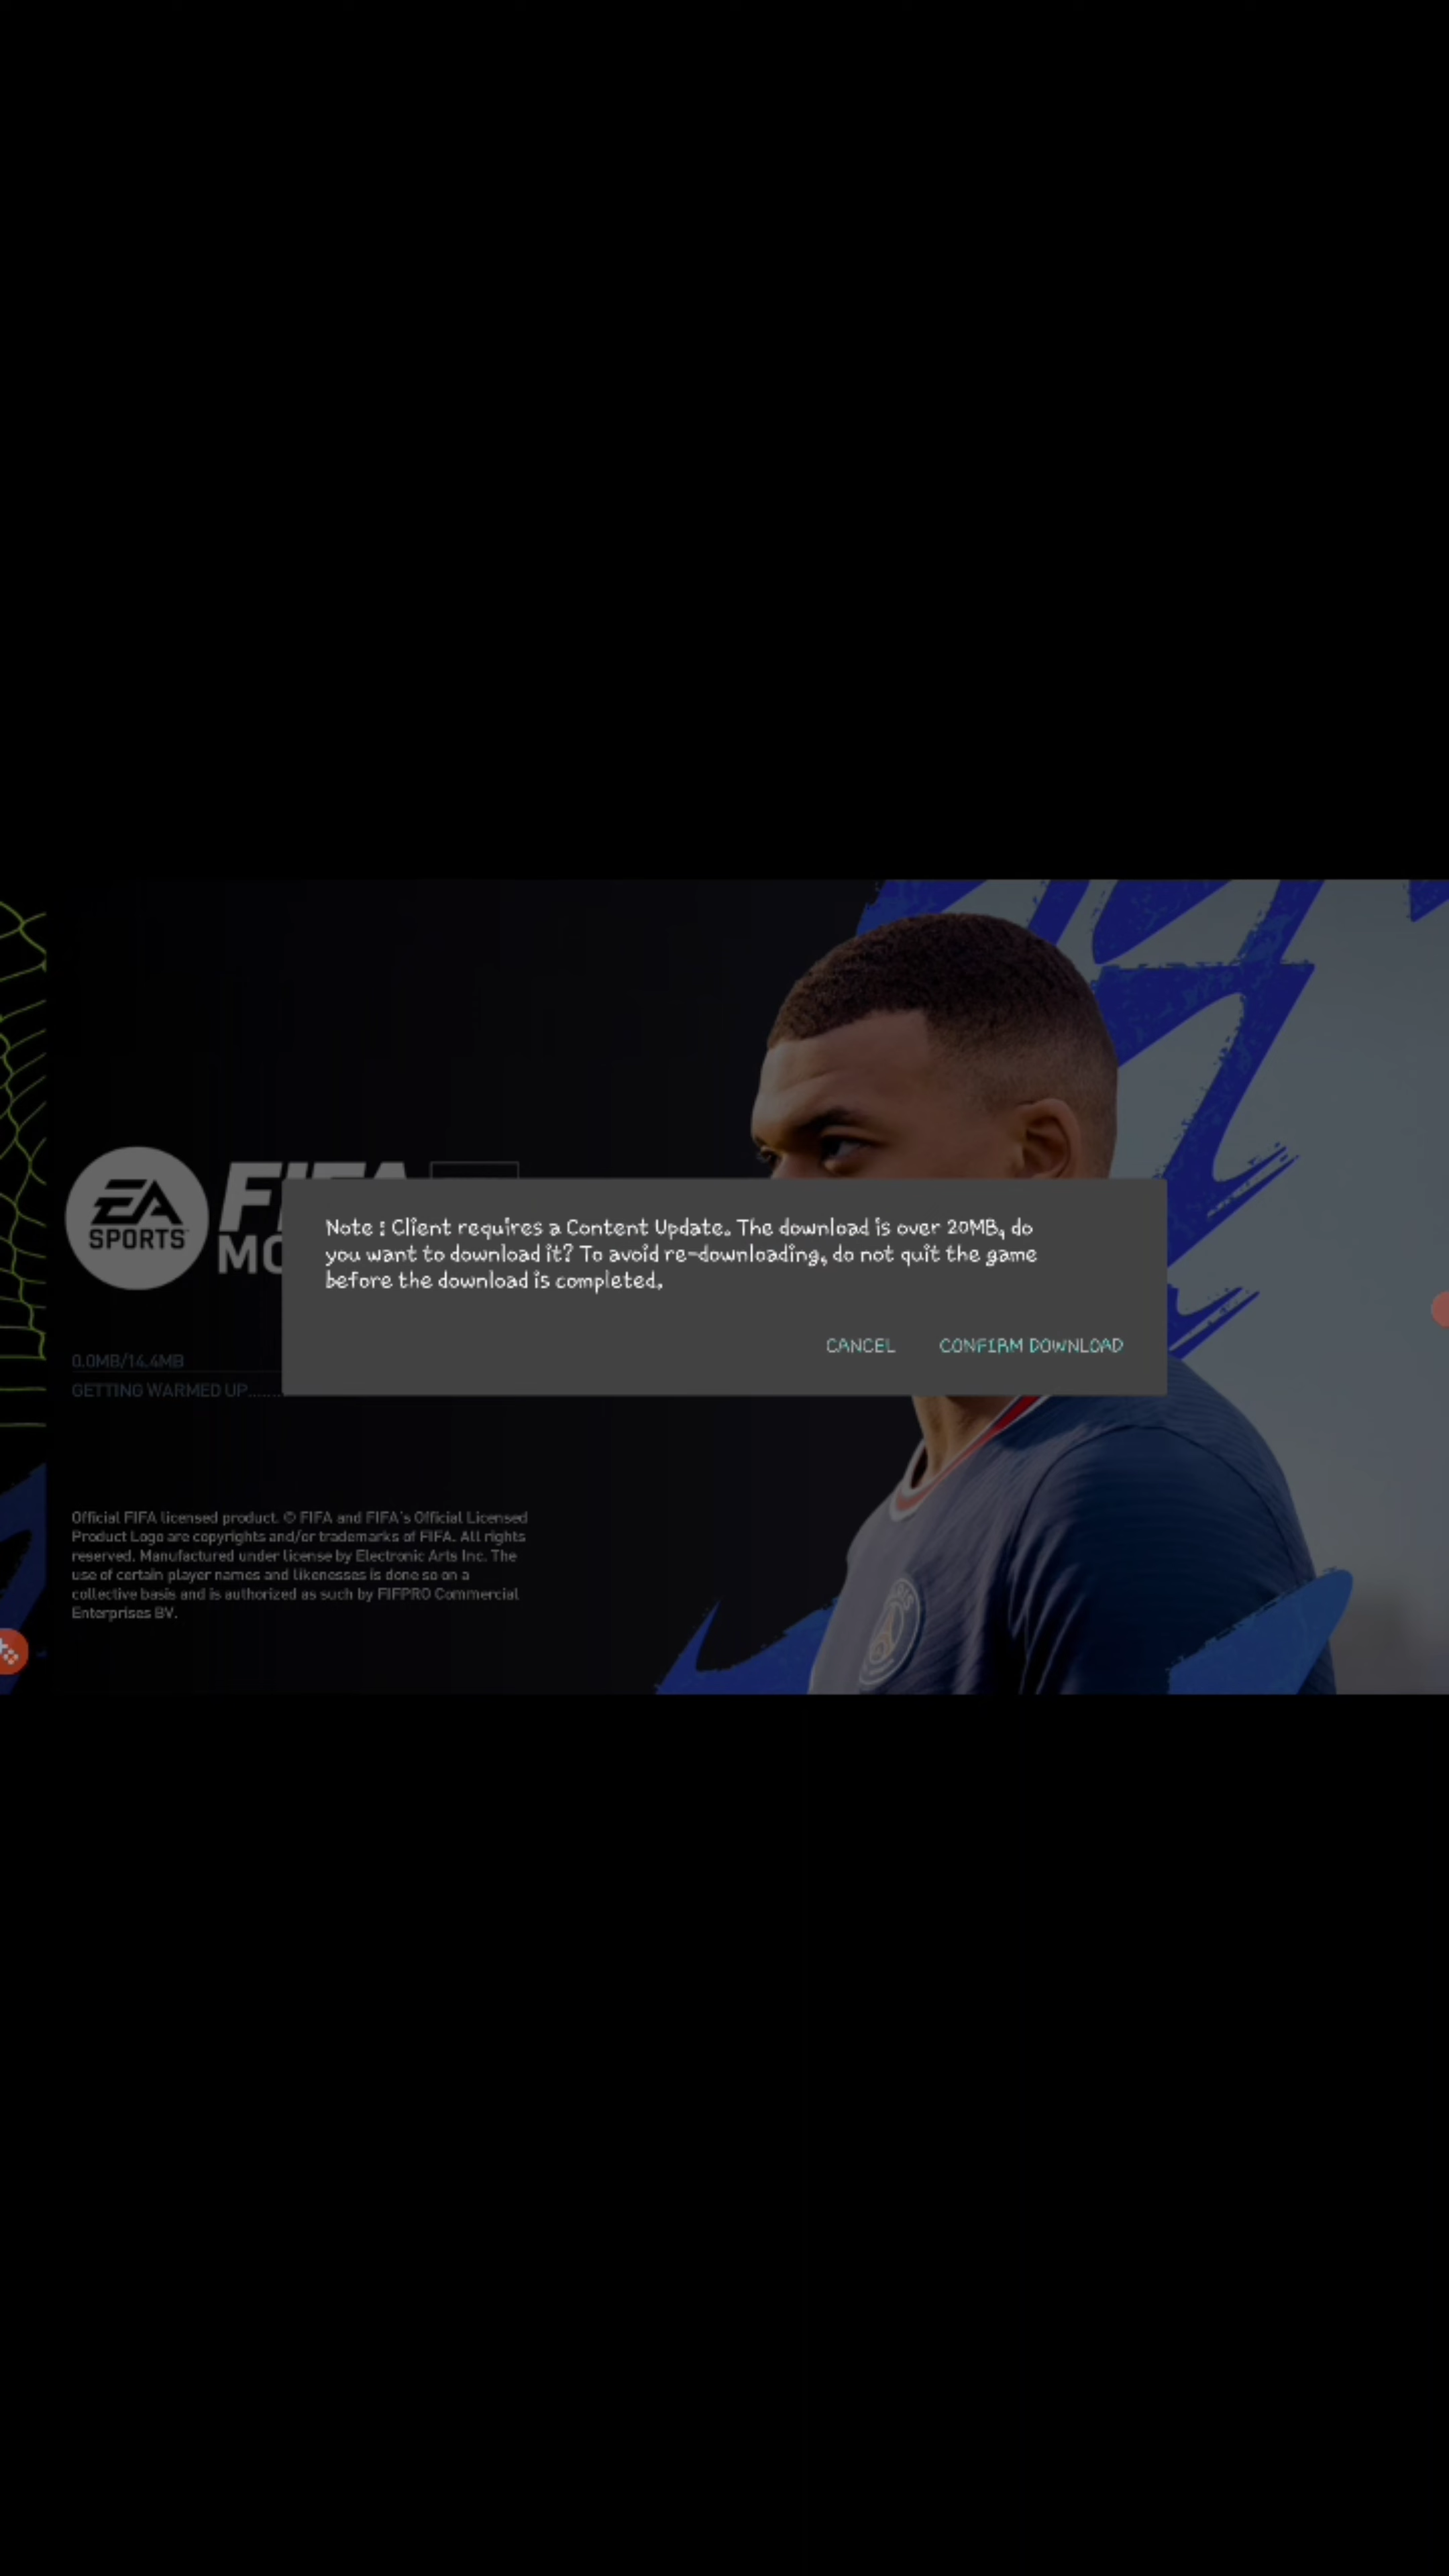 EA
SPORTS
Note : Client requires a Content Update. The download is over 20MB, do
you want to download it? To avoid re-downloading, do not quit the game
before the download is completed.
CANCEL CONFIRM DOWNLOAD
0.0MB/14.4MB
GETTING WARMED UP.......
Official FIFA licensed product. © FIFA and FIFA's Official Licensed
Product Logo are copyrights and/or trademarks of FIFA. All rights
reserved. Manufactured under license by Electronic Arts Inc. The
use of certain player names and likenesses is done so on a
collective basis and is authorized as such by FIFPRO Commercial
Enterprises BV.